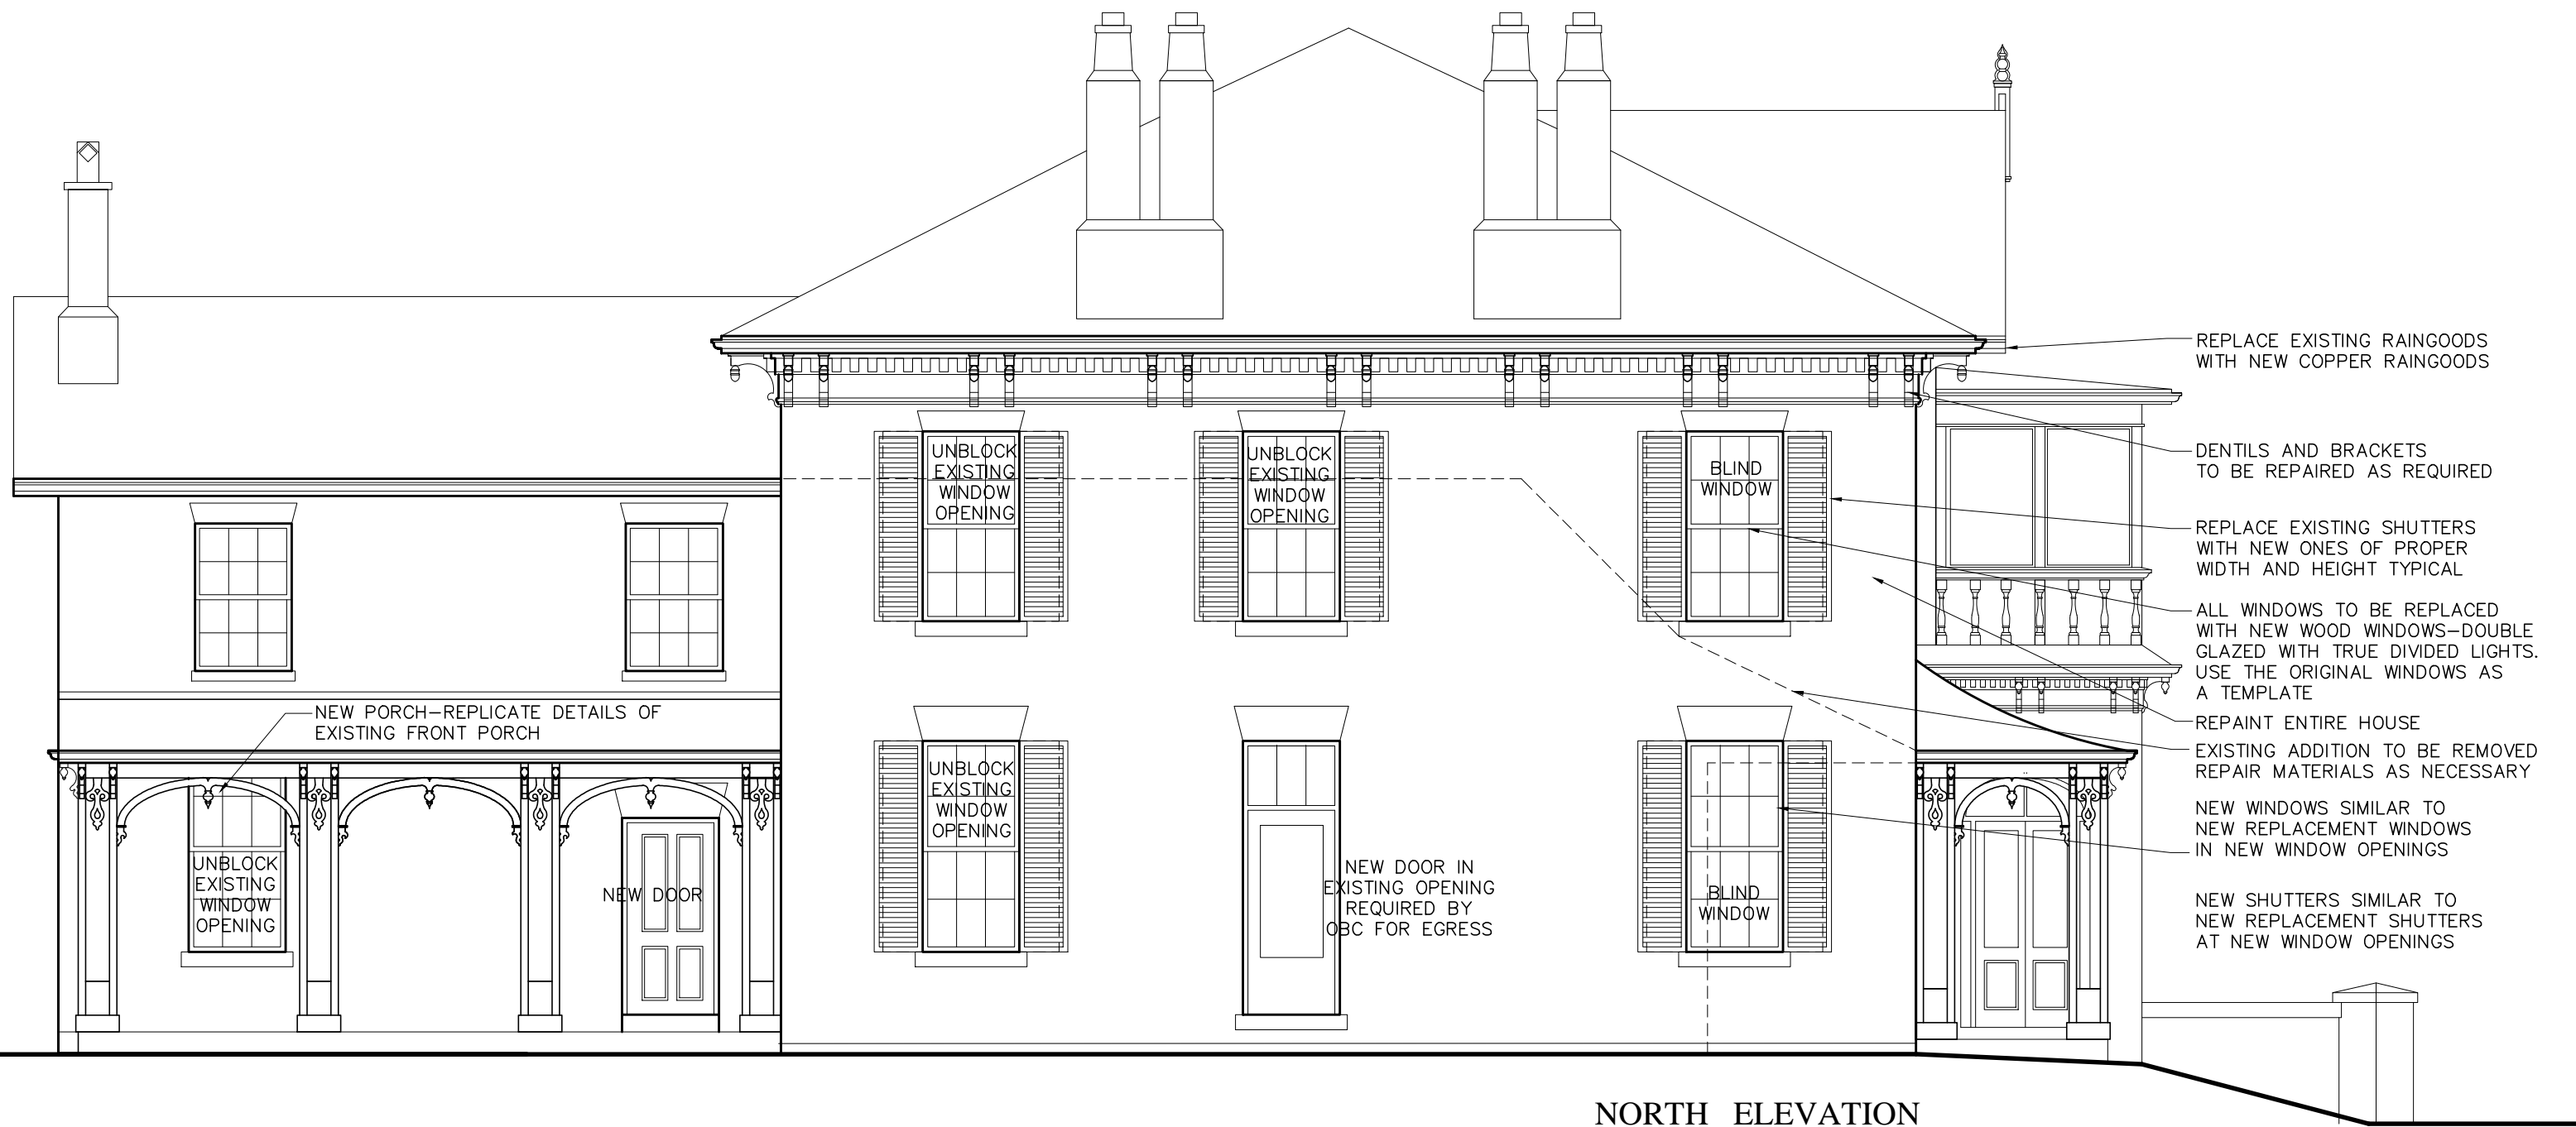 REPLACE EXISTING RAINGOODS
WITH NEW COPPER RAINGOODS
DENTILS AND BRACKETS
TO BE REPAIRED AS REQUIRED
REPLACE EXISTING SHUTTERS
WITH NEW ONES OF PROPER
WIDTH AND HEIGHT TYPICAL
ALL WINDOWS TO BE REPLACED
WITH NEW WOOD WINDOWS-DOUBLE
GLAZED WITH TRUE DIVIDED LIGHTS.
USE THE ORIGINAL WINDOWS AS
A TEMPLATE
REPAINT ENTIRE HOUSE
EXISTING ADDITION TO BE REMOVED
REPAIR MATERIALS AS NECESSARY
NEW WINDOWS SIMILAR TO
NEW REPLACEMENT WINDOWS
IN NEW WINDOW OPENINGS
NEW SHUTTERS SIMILAR TO
NEW REPLACEMENT SHUTTERS
AT NEW WINDOW OPENINGS
UNBLOCK
EXISTING
WINDOW
OPENING
UNBLOCK
EXISTING
WINDOW
OPENING
BLIND
WINDOW
NEW PORCH-REPLICATE DETAILS OF
EXISTING FRONT PORCH
UNBLOCK
EXISTING
WINDOW
OPENING
NEW DOOR
UNBLOCK
EXISTING
WINDOW
OPENING
NEW DOOR IN
EXISTING OPENING
REQUIRED BY
OBC FOR EGRESS
BLIND
WINDOW
NORTH ELEVATION